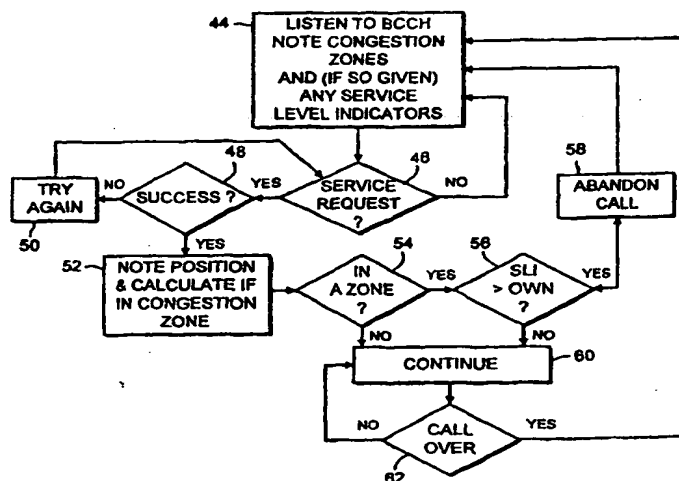 44
LISTEN TO BCCH
NOTE CONGESTION
ZONES
AND (IF SO GIVEN)
ANY SERVICE
LEVEL INDICATORS
48
46
58
TRY
AGAIN
NO
SUCCESS ?
YES
SERVICE
REQUEST
?
NO
ABANDON
CALL
50
YES
52
NOTE POSITION
& CALCULATE IF
IN CONGESTION
ZONE
54
IN
A ZONE
?
YES
56
SLI
> OWN
?
YES
NO
NO
CONTINUE
60
NO
CALL
OVER
YES
62